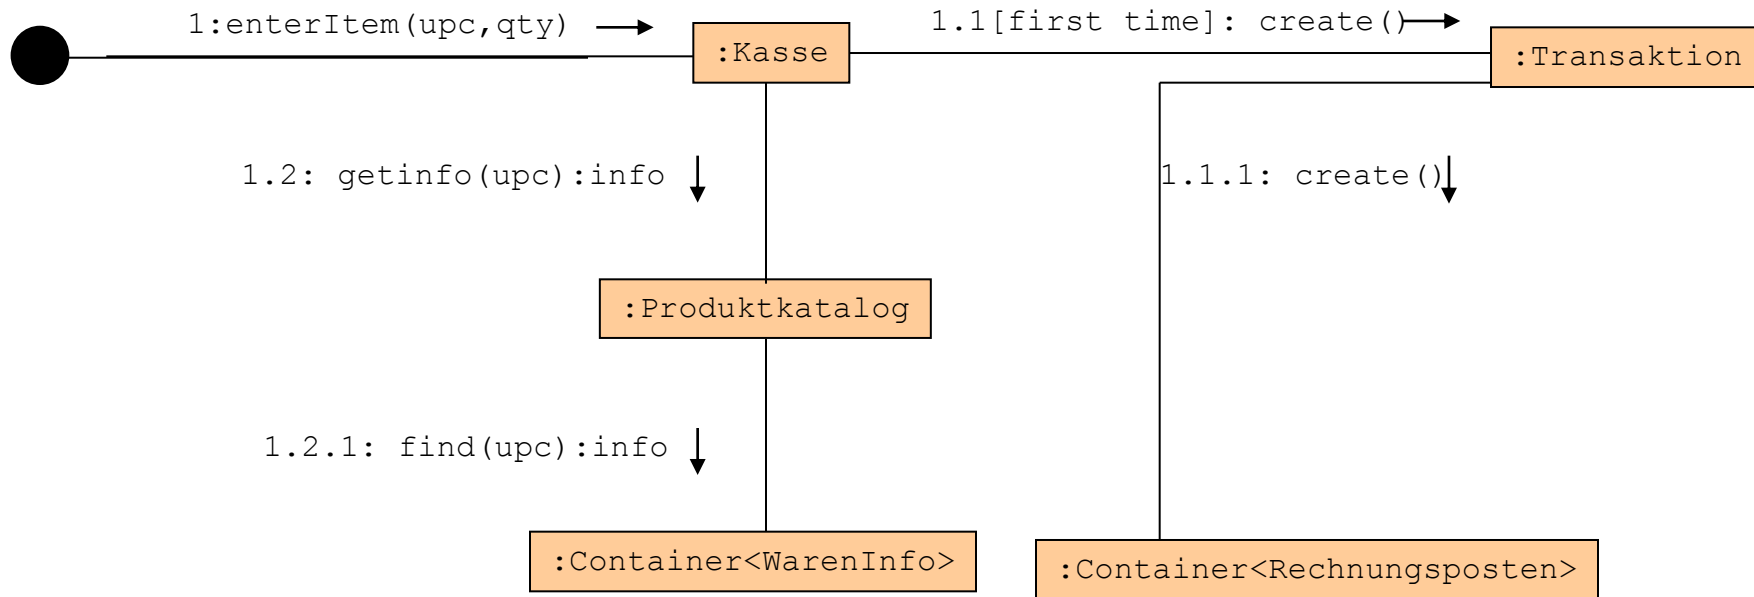 1:enterItem(upc,qty)
1.1[first time]: create()
:Kasse
:Transaktion
1.2: getinfo(upc):info
1.1.1: create()
:Produktkatalog
1.2.1: find(upc):info
:Container<WarenInfo>
:Container<Rechnungsposten>